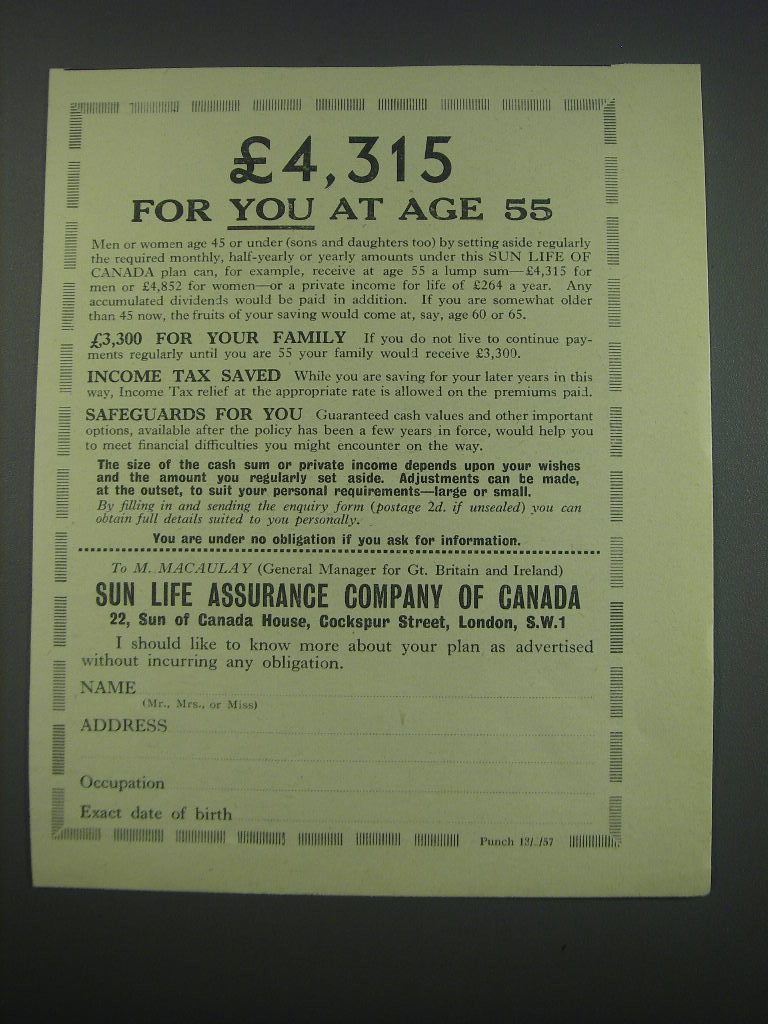 £4,315
FOR YOU AT AGE 55
Men or women age 45 or under (sons and daughters too) by setting aside regularly
the required monthly, half-yearly or yearly amounts under this SUN LIFE OF
CANADA plan can, for example, receive at age 55 a lump sum—£4,315 for
men or £4,852 for women—or a private income for life of £264 a year. Any
accumulated dividends would be paid in addition. If you are somewhat older
than 45 now, the fruits of your saving would come at, say, age 60 or 65.
£3,300 FOR YOUR FAMILY If you do not live to continue pay-
ments regularly until you are 55 your family would receive £3,300.
INCOME TAX SAVED While you are saving for your later years in this
way, Income Tax relief at the appropriate rate is allowed on the premiums paid.
SAFEGUARDS FOR YOU Guaranteed cash values and other important
options, available after the policy has been a few years in force, would help you
to meet financial difficulties you might encounter on the way.
The size of the cash sum or private income depends upon your wishes
and the amount you regularly set aside. Adjustments can be made,
at the outset, to suit your personal requirements—large or small.
By filling in and sending the enquiry form (postage 2d. if unsealed) you can
obtain full details suited to you personally.
You are under no obligation if you ask for information.
To M. MACAULAY (General Manager for Gt. Britain and Ireland)
SUN LIFE ASSURANCE COMPANY OF CANADA
22, Sun of Canada House, Cockspur Street, London, S.W.1
I should like to know more about your plan as advertised
without incurring any obligation.
NAME
(Mr., Mrs., or Miss)
ADDRESS
Occupation
Exact date of birth
Punch